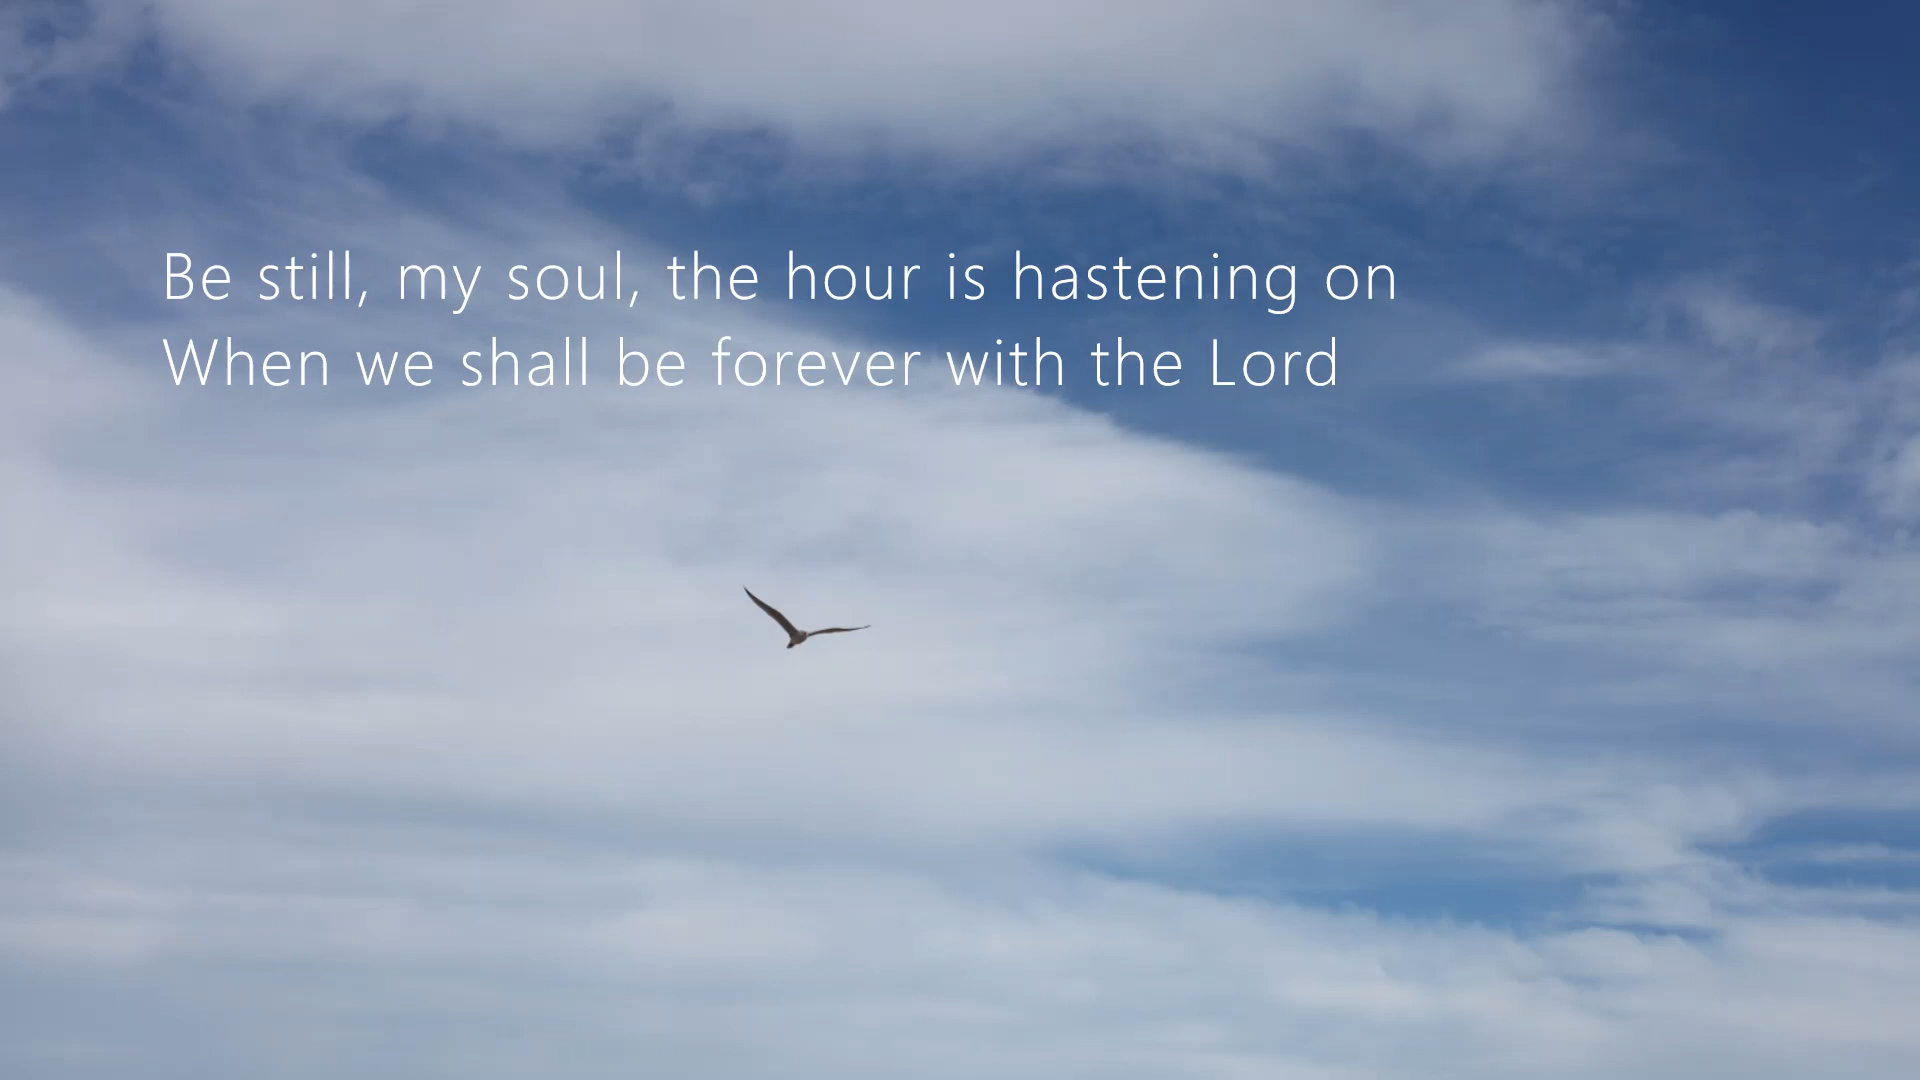 Be still, my soul, the hour is hastening on
When we shall be forever with the Lord